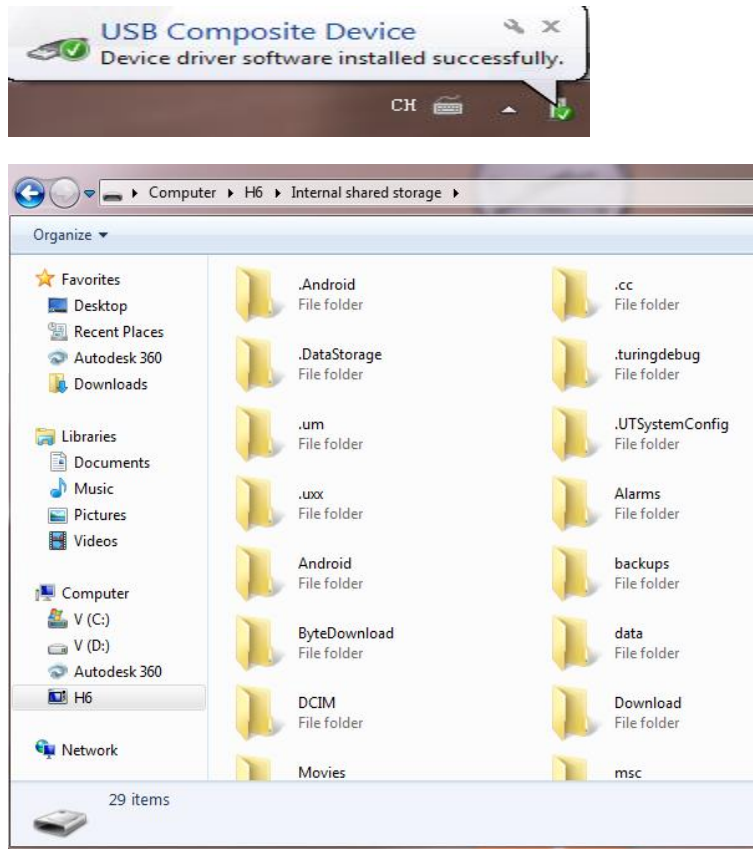 USB Composite Device
Device driver software installed successfully.
CH
Computer ▸ H6 ▸ Internal shared storage ▸
Organize
Favorites
Desktop
Recent Places
Autodesk 360
Downloads
Libraries
Documents
Music
Pictures
Videos
Computer
V (C:)
V (D:)
Autodesk 360
H6
Network
.Android
File folder
.cc
File folder
.DataStorage
File folder
.turingdebug
File folder
.um
File folder
.UTSystemConfig
File folder
.uxx
File folder
Alarms
File folder
Android
File folder
backups
File folder
ByteDownload
File folder
data
File folder
DCIM
File folder
Download
File folder
Movies
msc
29 items